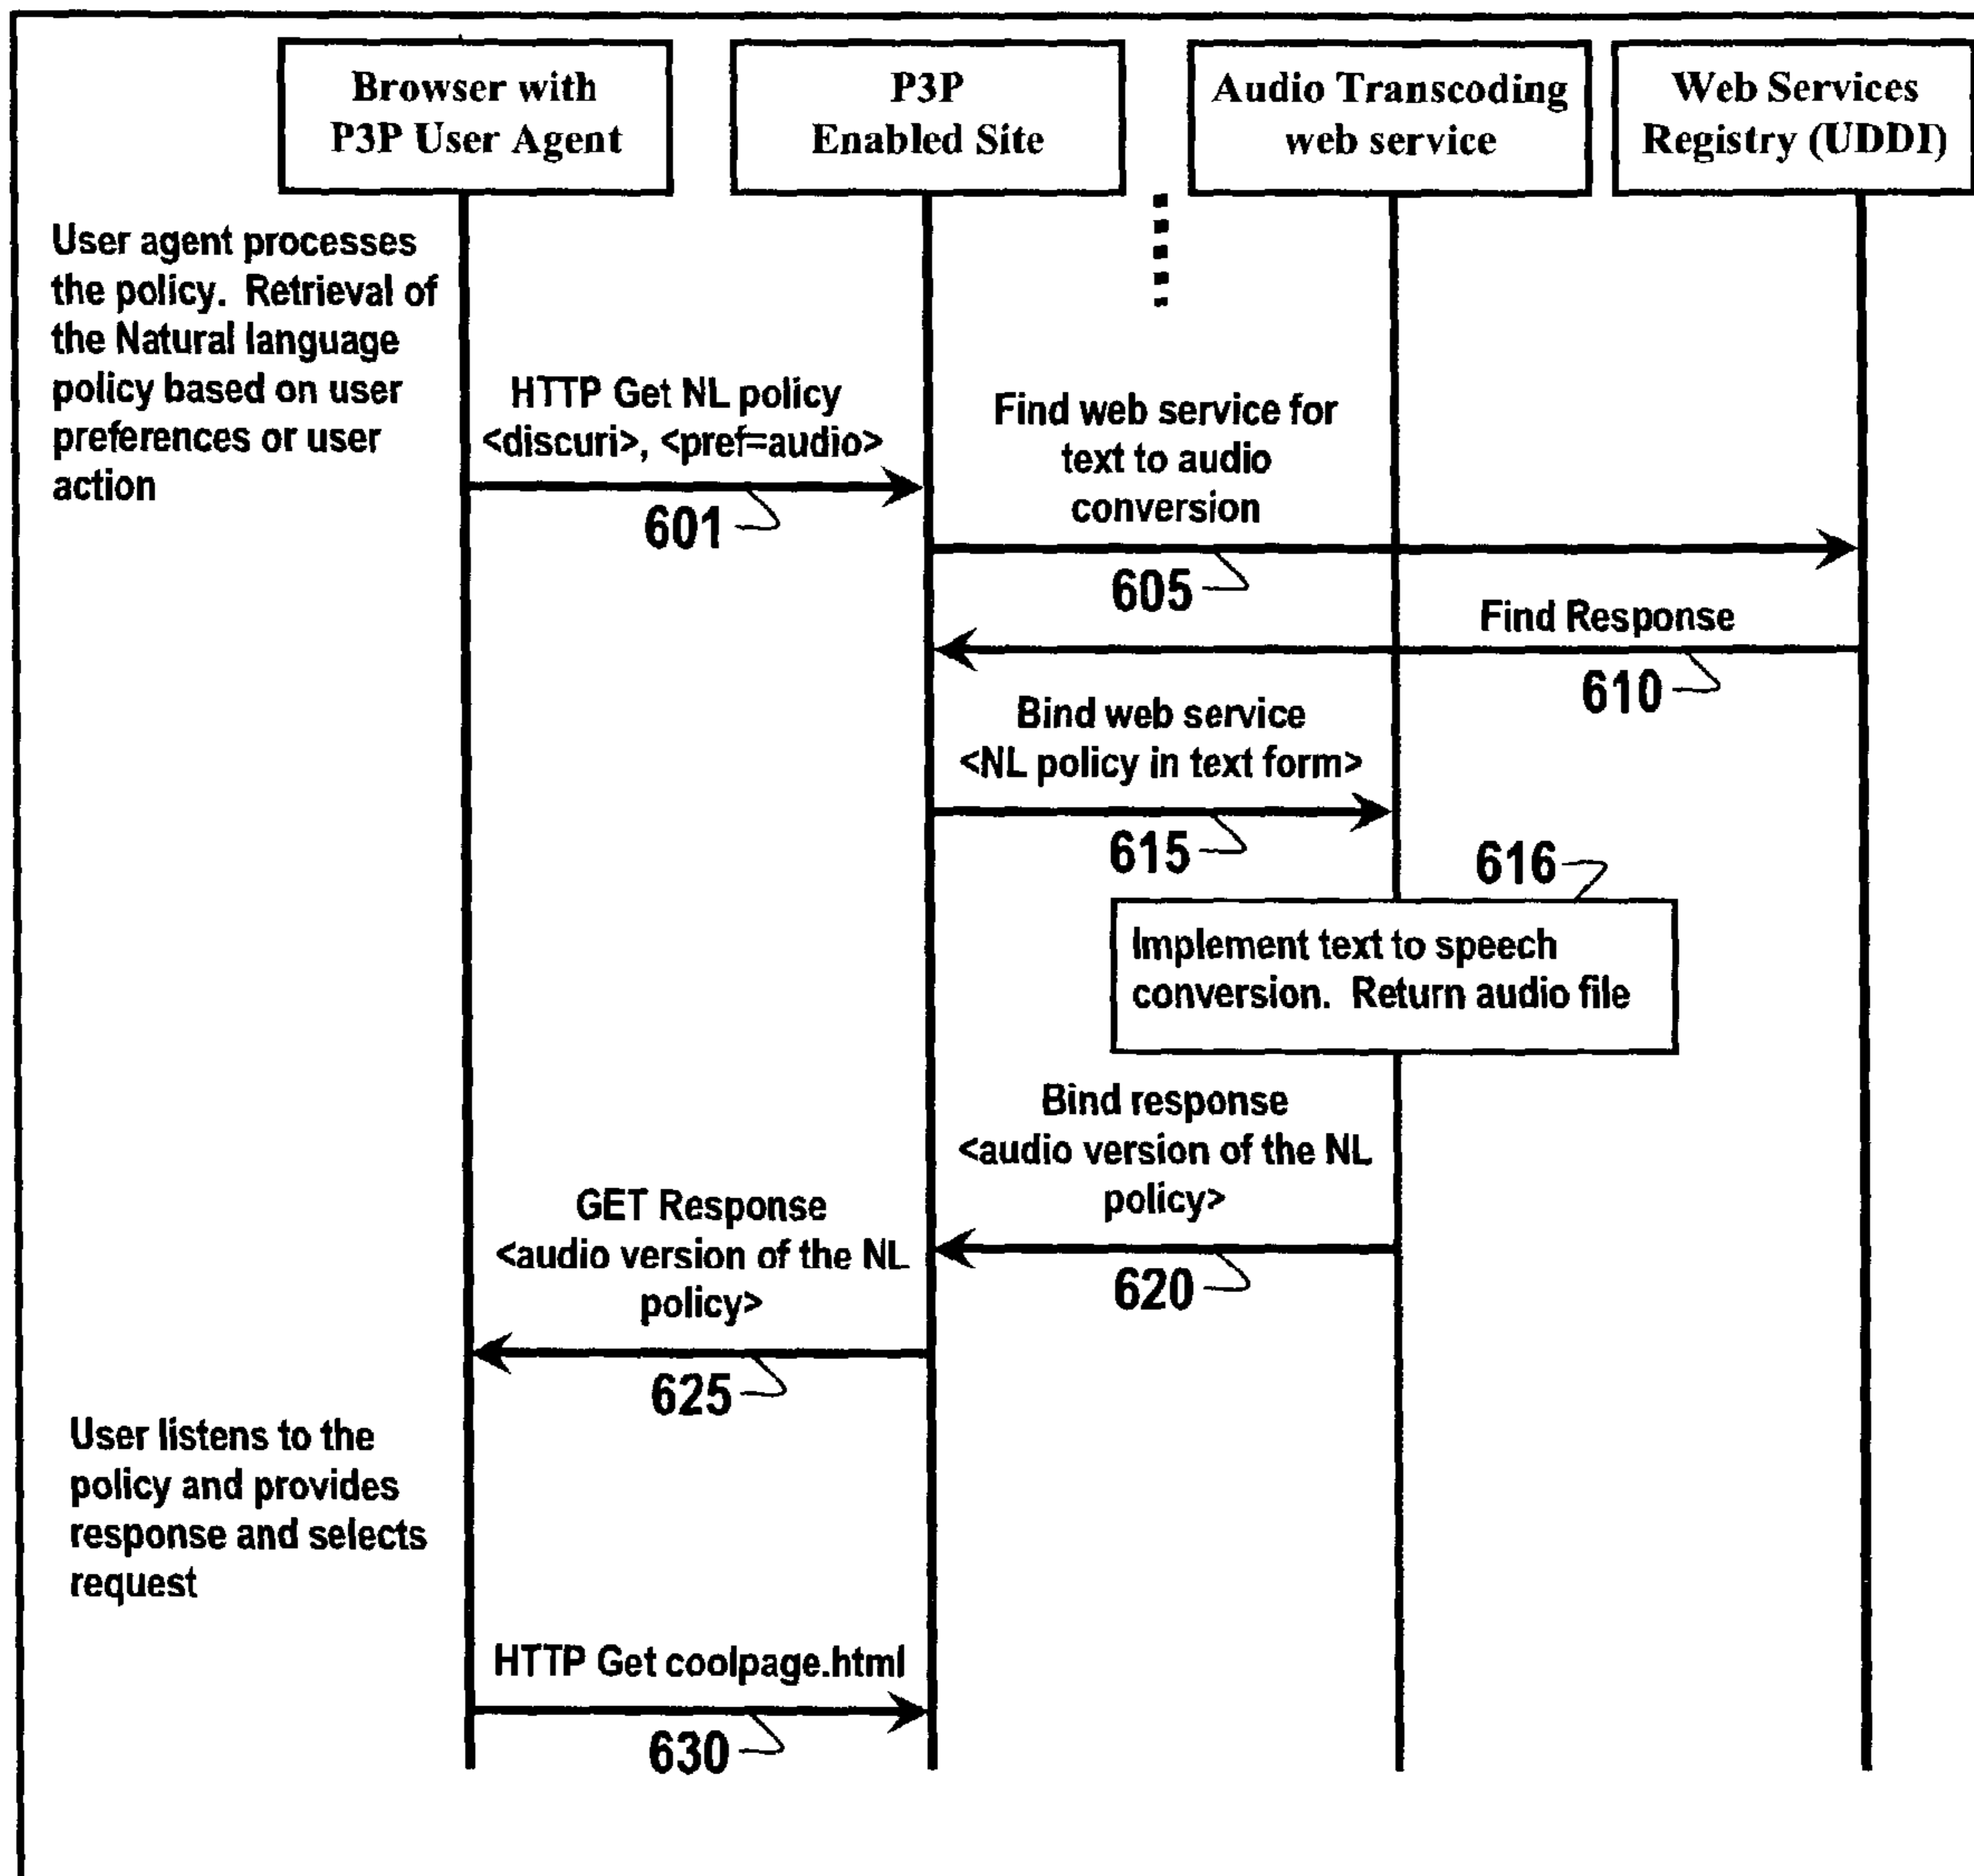 Browser with
P3P User Agent
P3P
Enabled Site
Audio Transcoding
web service
Web Services
Registry (UDDI)
User agent processes
the policy. Retrieval of
the Natural language
policy based on user
preferences or user
action
HTTP Get NL policy
<discuri>, <pref=audio>
601
Find web service for
text to audio
conversion
605
Find Response
610
Bind web service
<NL policy in text form>
615
616
Implement text to speech
conversion. Return audio file
Bind response
<audio version of the NL
policy>
620
GET Response
<audio version of the NL
policy>
625
User listens to the
policy and provides
response and selects
request
HTTP Get coolpage.html
630